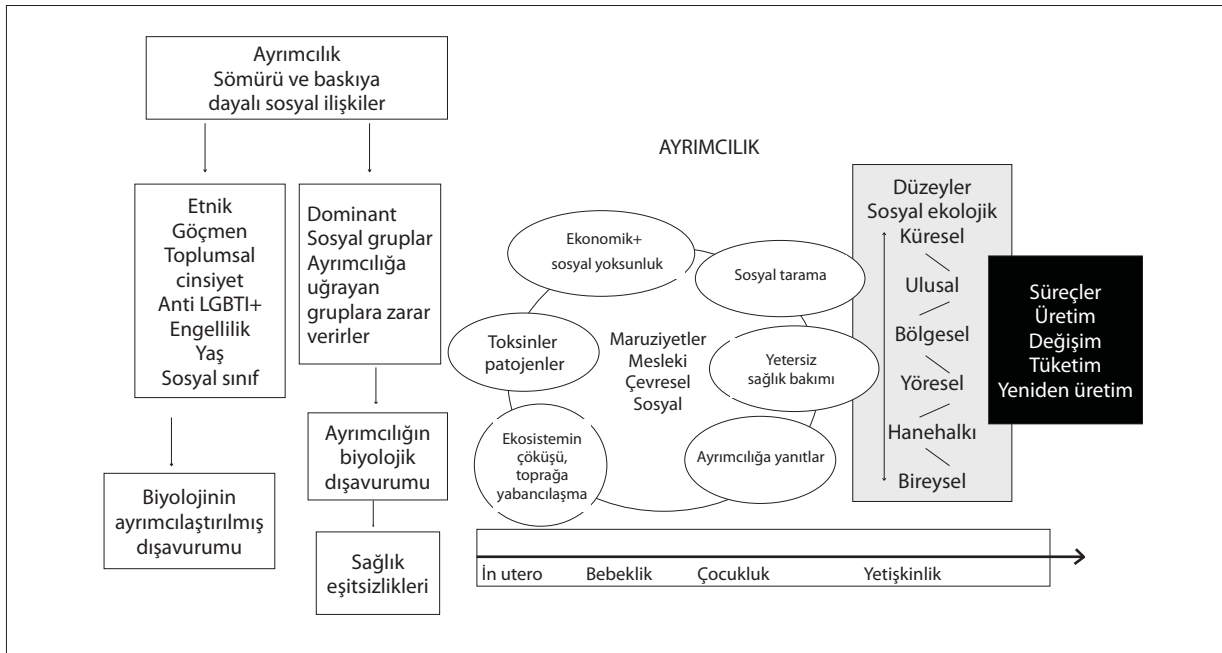 Ayrımcılık
Sömürü ve baskıya
dayalı sosyal ilişkiler
Etnik
Göçmen
Toplumsal
cinsiyet
Anti LGBTI+
Engellilik
Yaş
Sosyal sınıf
Biyolojinin
ayrımcılaştırılmış
dışavurumu
Dominant
Sosyal gruplar
Ayrımcılığa
uğrayan
gruplara zarar
verirler
Ayrımcılığın
biyolojik
dışavurumu
Sağlık
eşitsizlikleri
AYRIMCILIK
Ekonomik+
sosyal yoksunluk
Sosyal tarama
Toksinler
patojenler
Maruziyetler
Mesleki
Çevresel
Sosyal
Yetersiz
sağlık bakımı
Ekosistemin
çöküşü,
toprağa
yabancılaşma
Ayrımcılığa yanıtlar
Düzeyler
Sosyal ekolojik
Küresel
Ulusal
Bölgesel
Yöresel
Hanehalkı
Bireysel
Süreçler
Üretim
Değişim
Tüketim
Yeniden üretim
İn utero
Bebeklik
Çocukluk
Yetişkinlik